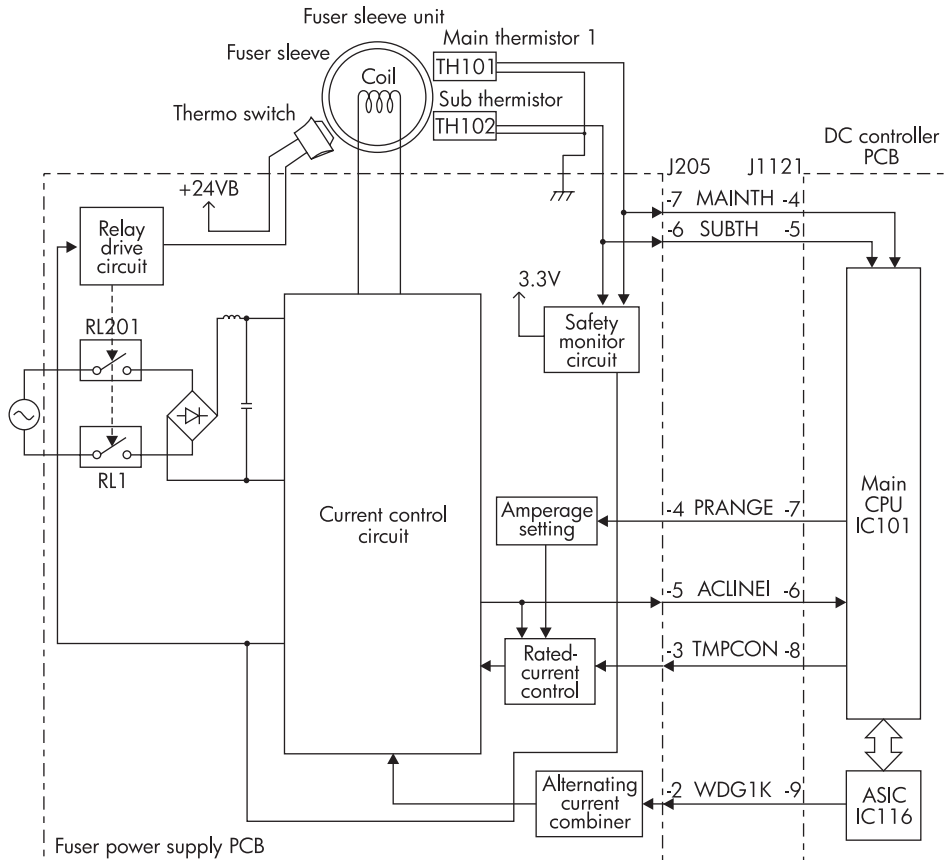 Fuser sleeve unit
Fuser sleeve
Main thermistor 1
TH101
Coil
Sub thermistor
TH102
Thermo switch
DC controller
PCB
J205 J1121
+24VB
-7 MAINTH -4
-6 SUBTH -5
Relay
drive
circuit
3.3V
Safety
monitor
circuit
RL201
RL1
Current control
circuit
Amperage
setting
-4 PRANGE -7
Main
CPU
IC101
-5 ACLINEI -6
Rated-
current
control
-3 TMPCON -8
Alternating
current
combiner
-2 WDG1K -9
ASIC
IC116
Fuser power supply PCB